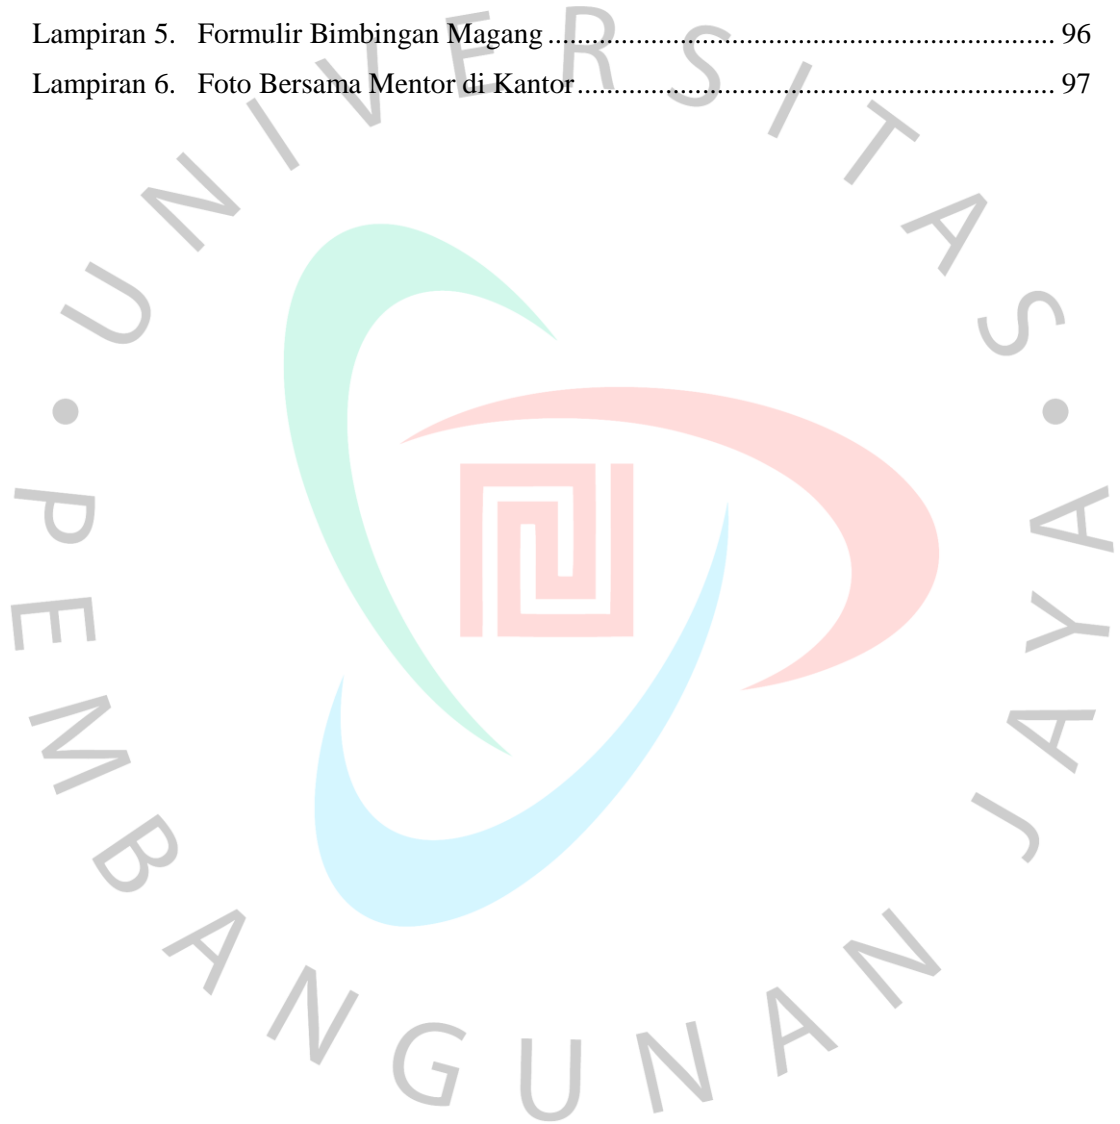 Lampiran 5. Formulir Bimbingan Magang ..................................................................... 96
Lampiran 6. Foto Bersama Mentor di Kantor................................................................. 97
UNIVERSITAS
• PEMBANGUNAN JAYA •